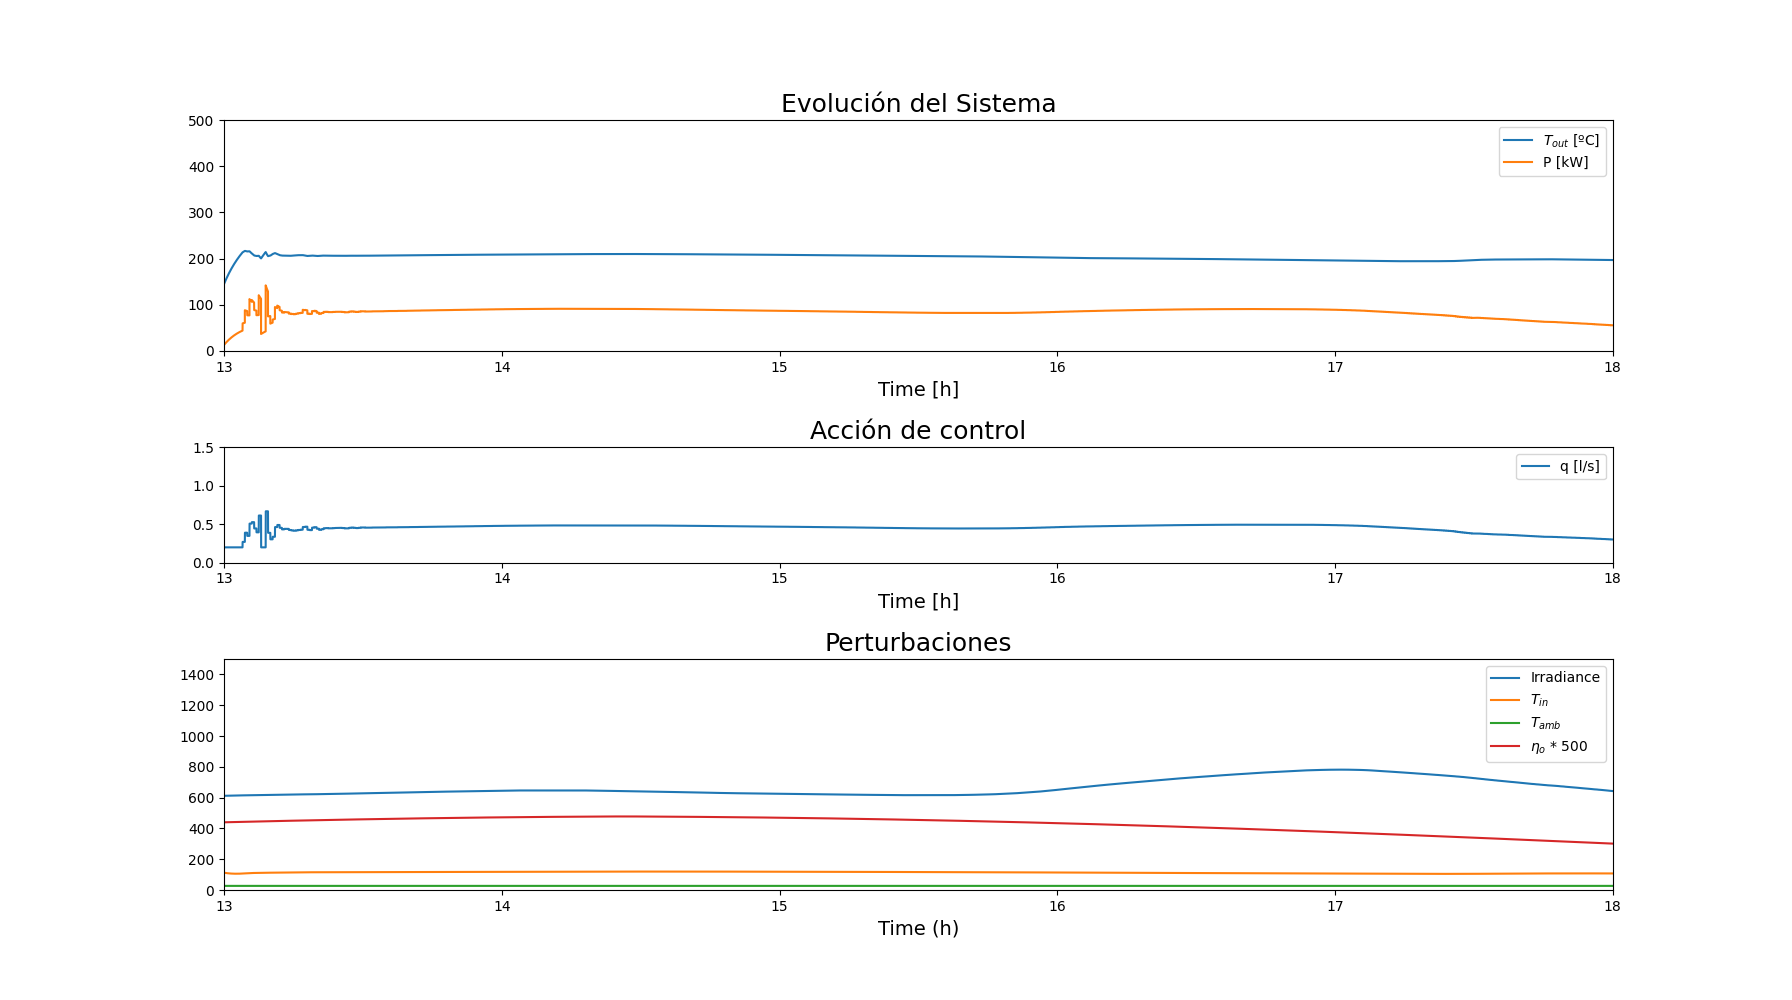 Evolución del Sistema
500
400
300
200
100
0
T_out [ºC]
P [kW]
13 14 15 16 17 18
Time [h]
Acción de control
1.5
1.0
0.5
0.0
q [l/s]
13 14 15 16 17 18
Time [h]
Perturbaciones
1400
1200
1000
800
600
400
200
0
Irradiance
T_in
T_amb
η_o * 500
13 14 15 16 17 18
Time (h)